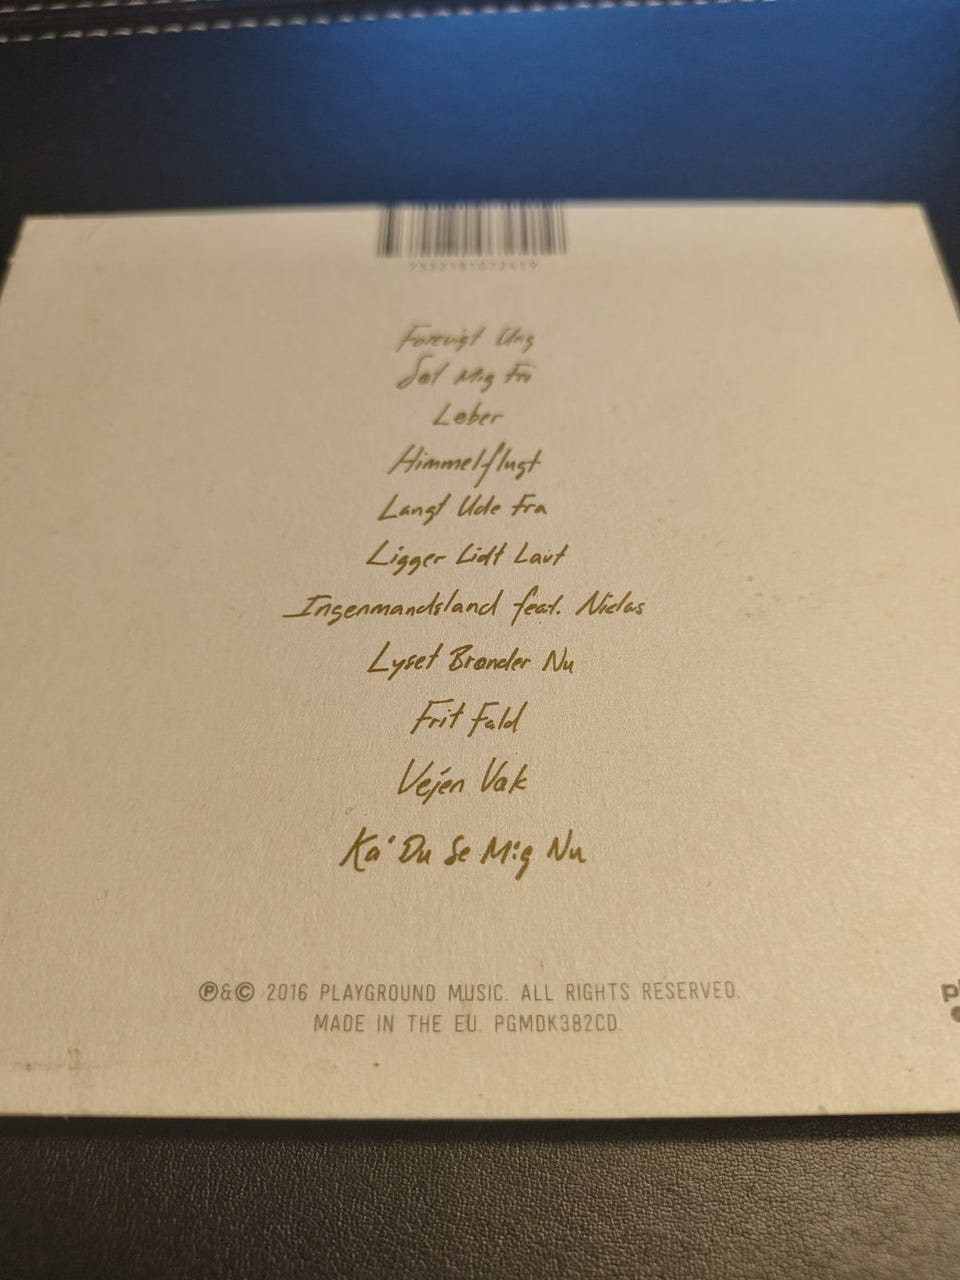 Forevigt Ung
Sæt Mig Fri
Løber
Himmelflugt
Langt Ude Fra
Ligger Lidt Lavt
Ingenmandsland feat. Niclas
Lyset Brænder Nu
Frit Fald
Vejen Væk
Ka' Du Se Mig Nu
℗&© 2016 PLAYGROUND MUSIC. ALL RIGHTS RESERVED.
MADE IN THE EU. PGMDK382CD.